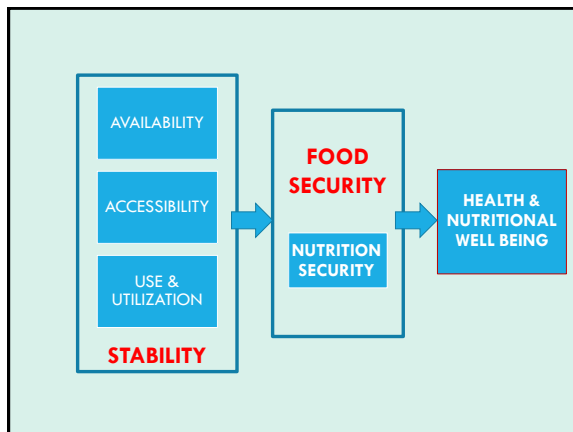 AVAILABILITY
ACCESSIBILITY
USE &
UTILIZATION
STABILITY
FOOD
SECURITY
NUTRITION
SECURITY
HEALTH &
NUTRITIONAL
WELL BEING